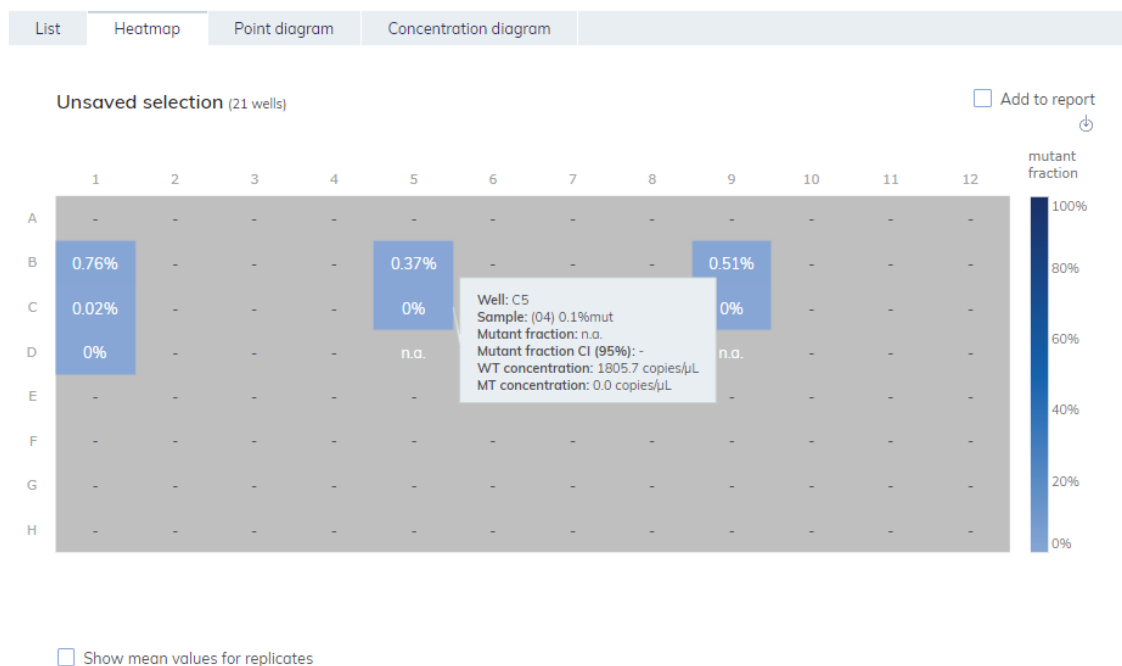 List Heatmap Point diagram Concentration diagram
Unsaved selection (21 wells)
Add to report
mutant
fraction
1 2 3 4 5 6 7 8 9 10 11 12
A - - - - - - - - - - - -
B 0.76% - - - 0.37% - - - 0.51% - - -
C 0.02% - - - 0% 0% - - -
D 0% - - - n.a. n.a. - - -
E - - - - - - - - -
F - - - - - - - - - - - -
G - - - - - - - - - - - -
H - - - - - - - - - - - -
Well: C5
Sample: (04) 0.1%mut
Mutant fraction: n.a.
Mutant fraction CI (95%): -
WT concentration: 1805.7 copies/µL
MT concentration: 0.0 copies/µL
100%
80%
60%
40%
20%
0%
Show mean values for replicates